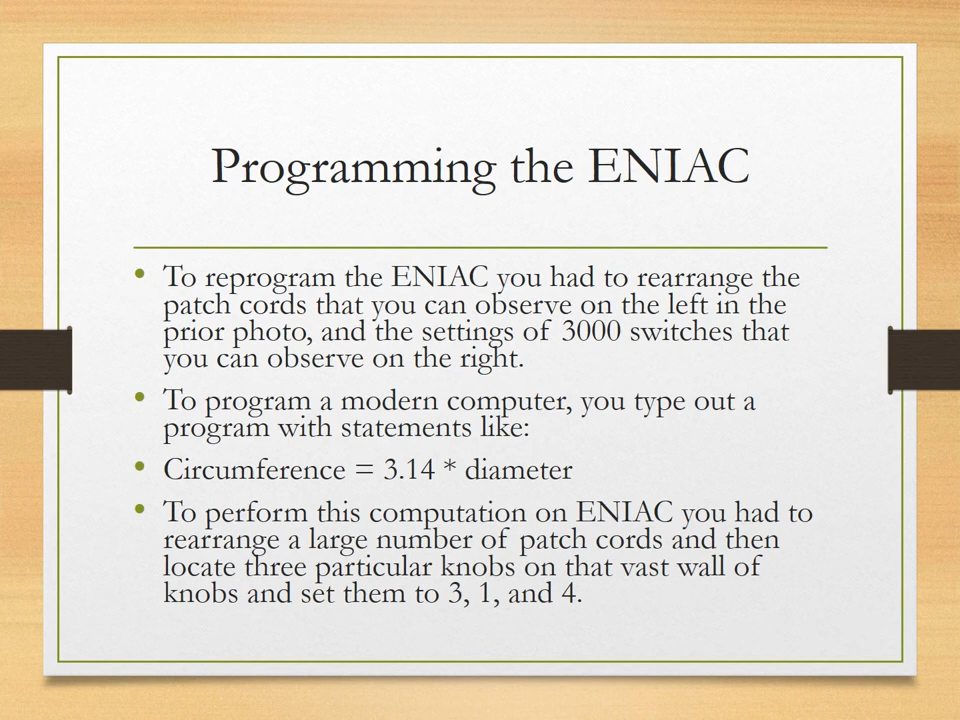 Programming the ENIAC
• To reprogram the ENIAC you had to rearrange the
patch cords that you can observe on the left in the
prior photo, and the settings of 3000 switches that
you can observe on the right.
• To program a modern computer, you type out a
program with statements like:
• Circumference = 3.14 * diameter
• To perform this computation on ENIAC you had to
rearrange a large number of patch cords and then
locate three particular knobs on that vast wall of
knobs and set them to 3, 1, and 4.